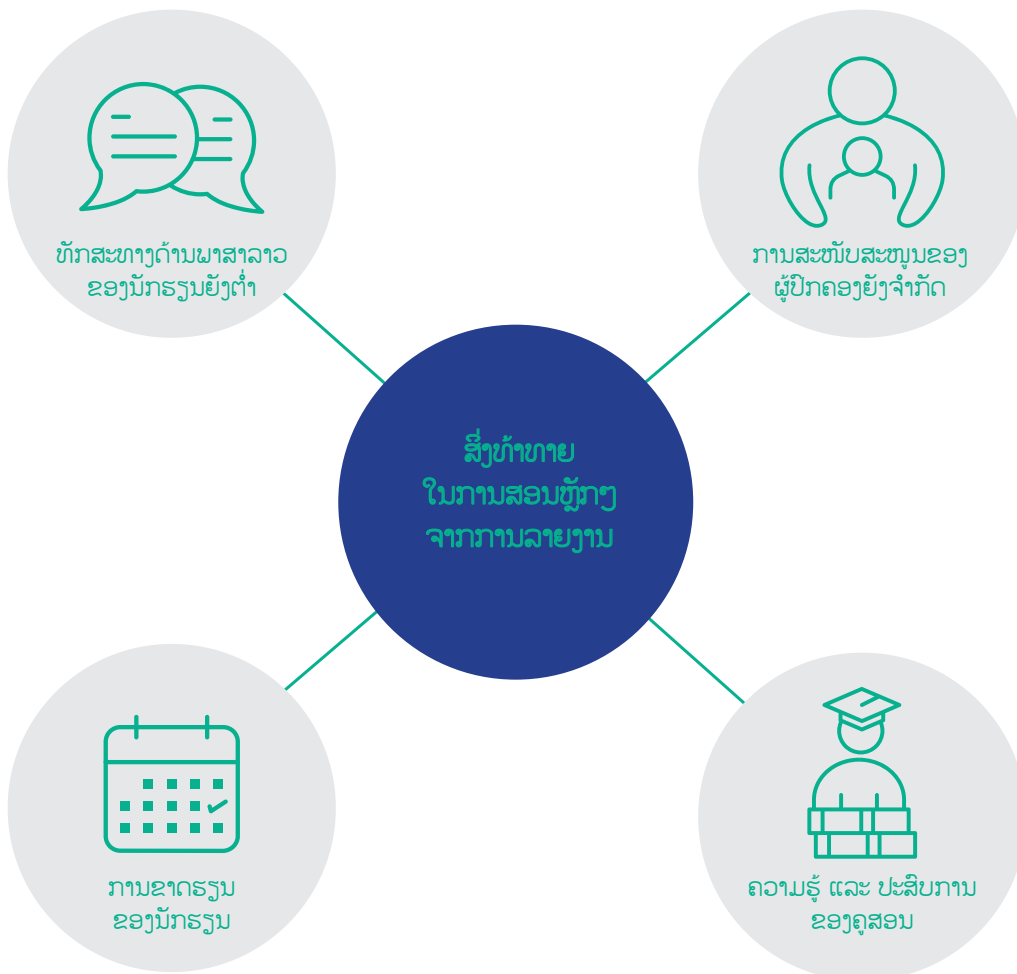 ທັກສະທາງດ້ານພາສາລາວ
ຂອງນັກຮຽນຍັງຕໍ່າ
ການສະໜັບສະໜູນຂອງ
ຜູ້ປົກຄອງຍັງຈໍາກັດ
ສິ່ງທ້າທາຍ
ໃນການສອນຫຼັກໆ
ຈາກການລາຍງານ
ການຂາດຮຽນ
ຂອງນັກຮຽນ
ຄວາມຮູ້ ແລະ ປະສົບການ
ຂອງຄູສອນ